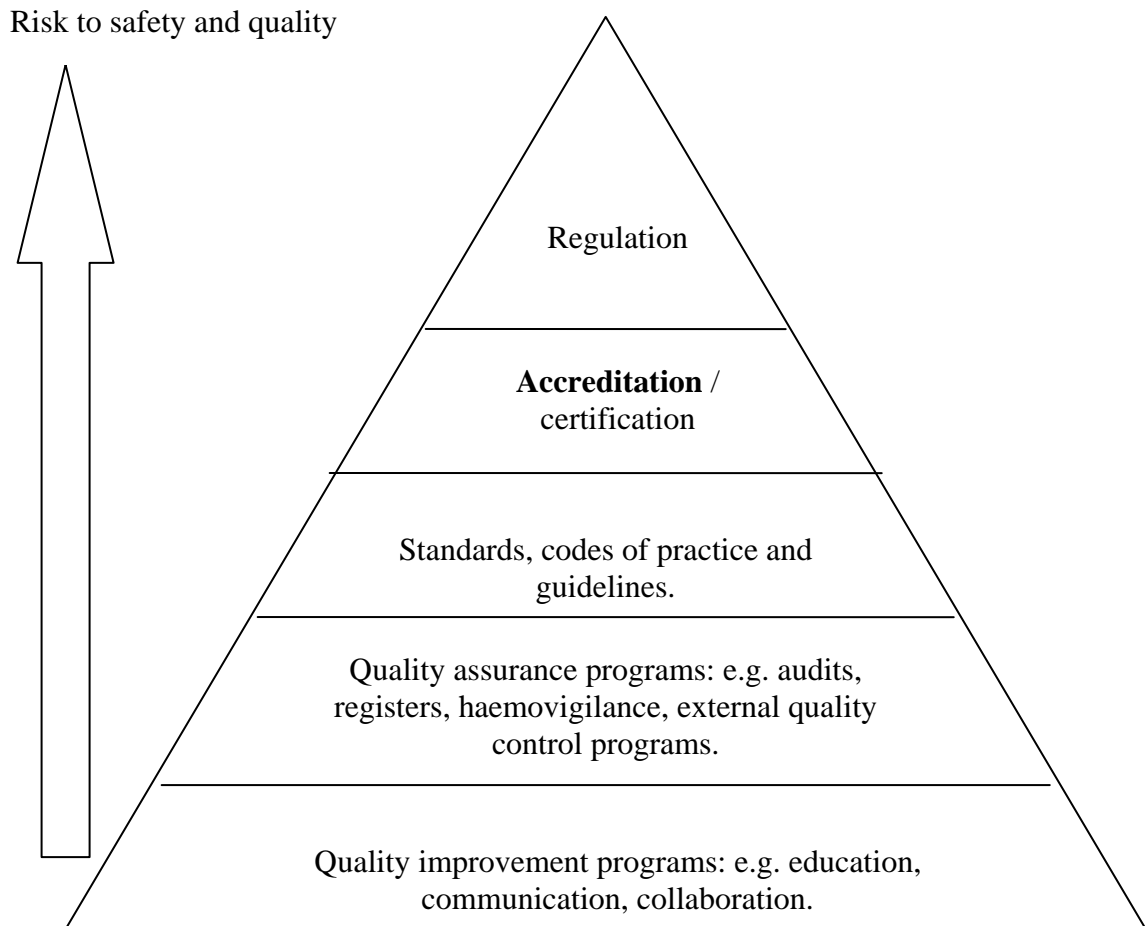 Risk to safety and quality
Regulation
Accreditation /
certification
Standards, codes of practice and
guidelines.
Quality assurance programs: e.g. audits,
registers, haemovigilance, external quality
control programs.
Quality improvement programs: e.g. education,
communication, collaboration.